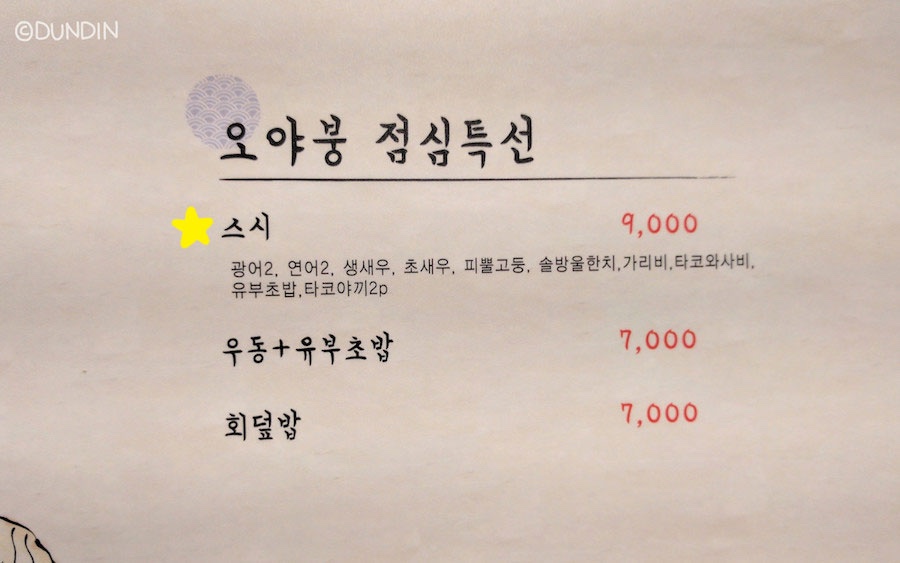 ©DUNDIN
오야붕 점심특선
스시 9,000
광어2, 연어2, 생새우, 초새우, 피뿔고둥, 솔방울한치,가리비,타코와사비,
유부초밥,타코야끼2p
우동+유부초밥 7,000
회덮밥 7,000